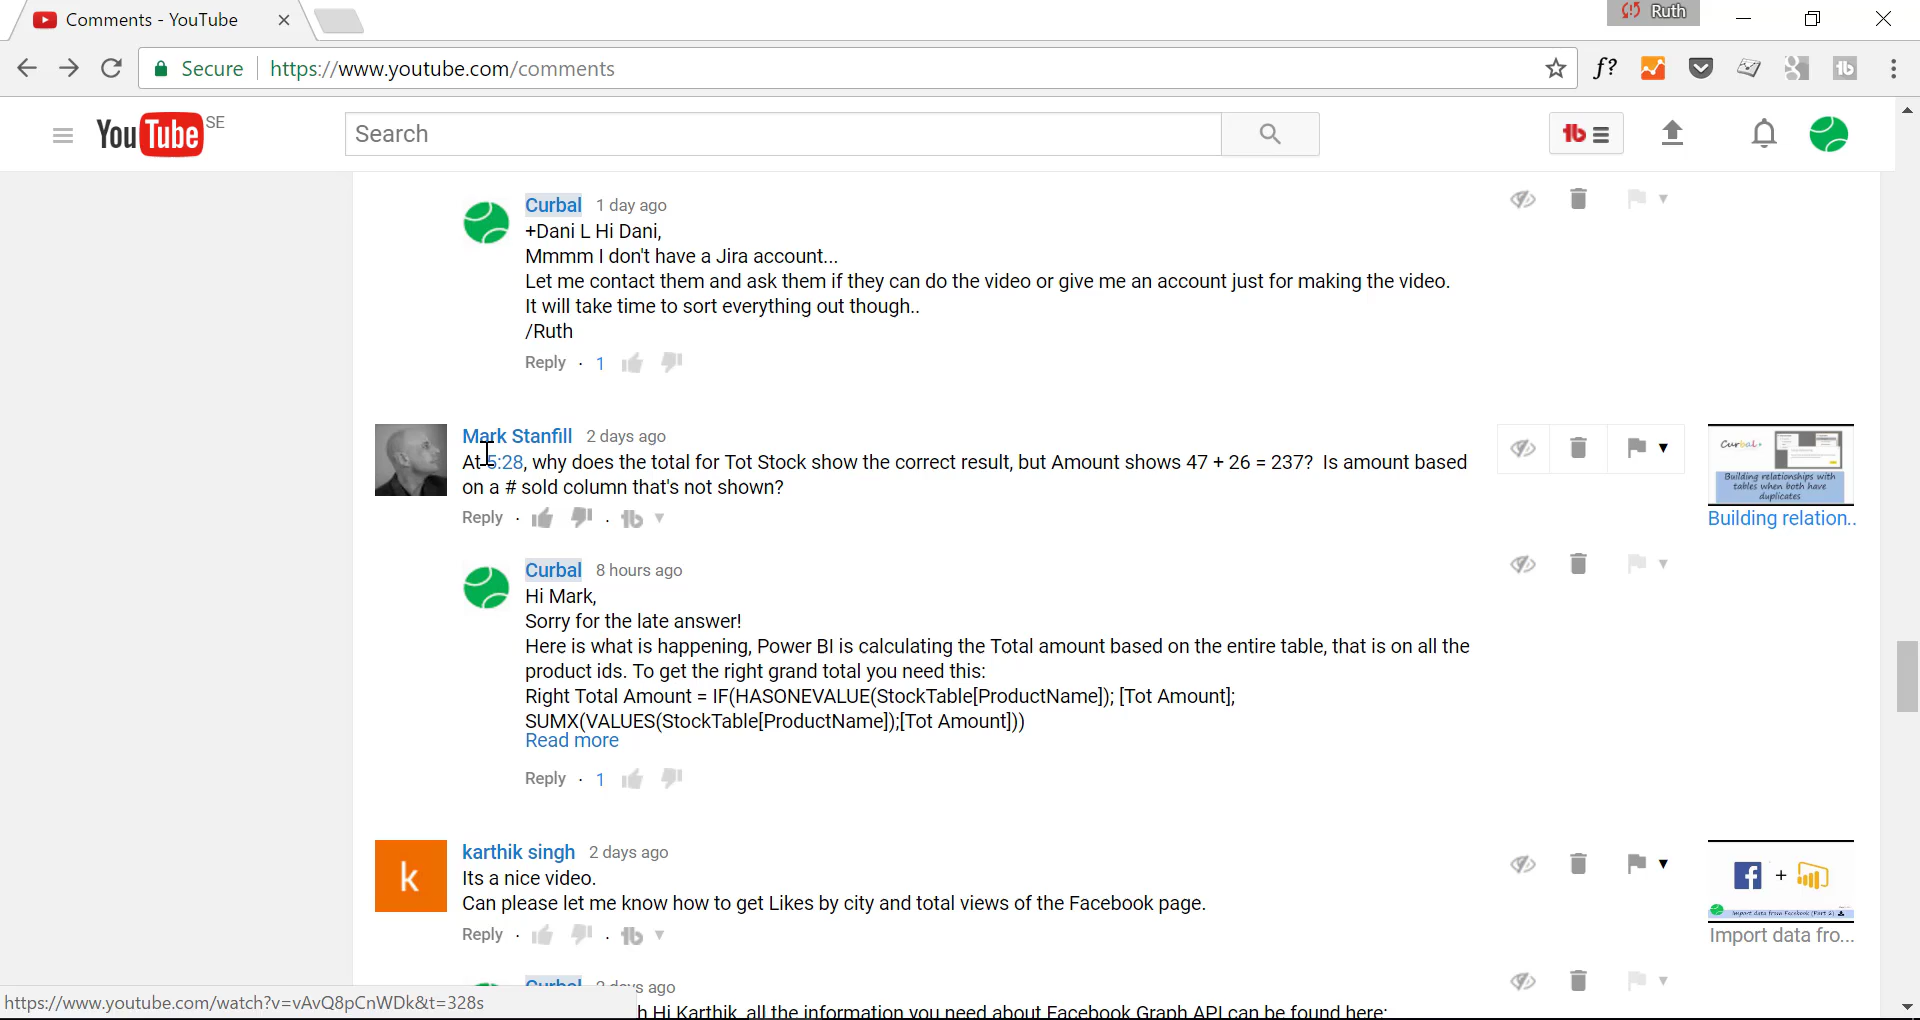 Comments - YouTube
Ruth
Secure https://www.youtube.com/comments
f?
YouTube SE
Search
Curbal 1 day ago
+Dani L Hi Dani,
Mmmm I don't have a Jira account...
Let me contact them and ask them if they can do the video or give me an account just for making the video.
It will take time to sort everything out though..
/Ruth
Reply · 1
Mark Stanfill 2 days ago
At 5:28, why does the total for Tot Stock show the correct result, but Amount shows 47 + 26 = 237? Is amount based
on a # sold column that's not shown?
Reply ·
Curbal
Building relationships with
tables when both have
duplicates
Building relation..
Curbal 8 hours ago
Hi Mark,
Sorry for the late answer!
Here is what is happening, Power BI is calculating the Total amount based on the entire table, that is on all the
product ids. To get the right grand total you need this:
Right Total Amount = IF(HASONEVALUE(StockTable[ProductName]); [Tot Amount];
SUMX(VALUES(StockTable[ProductName]);[Tot Amount]))
Read more
Reply · 1
k
karthik singh 2 days ago
Its a nice video.
Can please let me know how to get Likes by city and total views of the Facebook page.
Reply ·
Import data from Facebook (Part 2)
Import data fro...
Curbal days ago
h Hi Karthik, all the information you need about Facebook Graph API can be found here:
https://www.youtube.com/watch?v=vAvQ8pCnWDk&t=328s